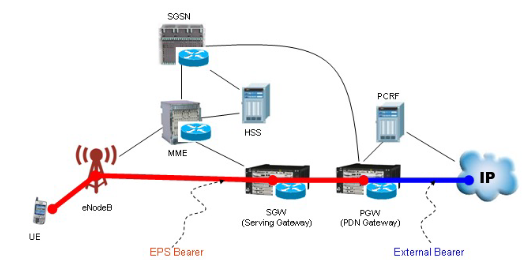 SGSN
PCRF
HSS
MME
IP
eNodeB
SGW
(Serving Gateway)
PGW
(PDN Gateway)
UE
EPS Bearer
External Bearer